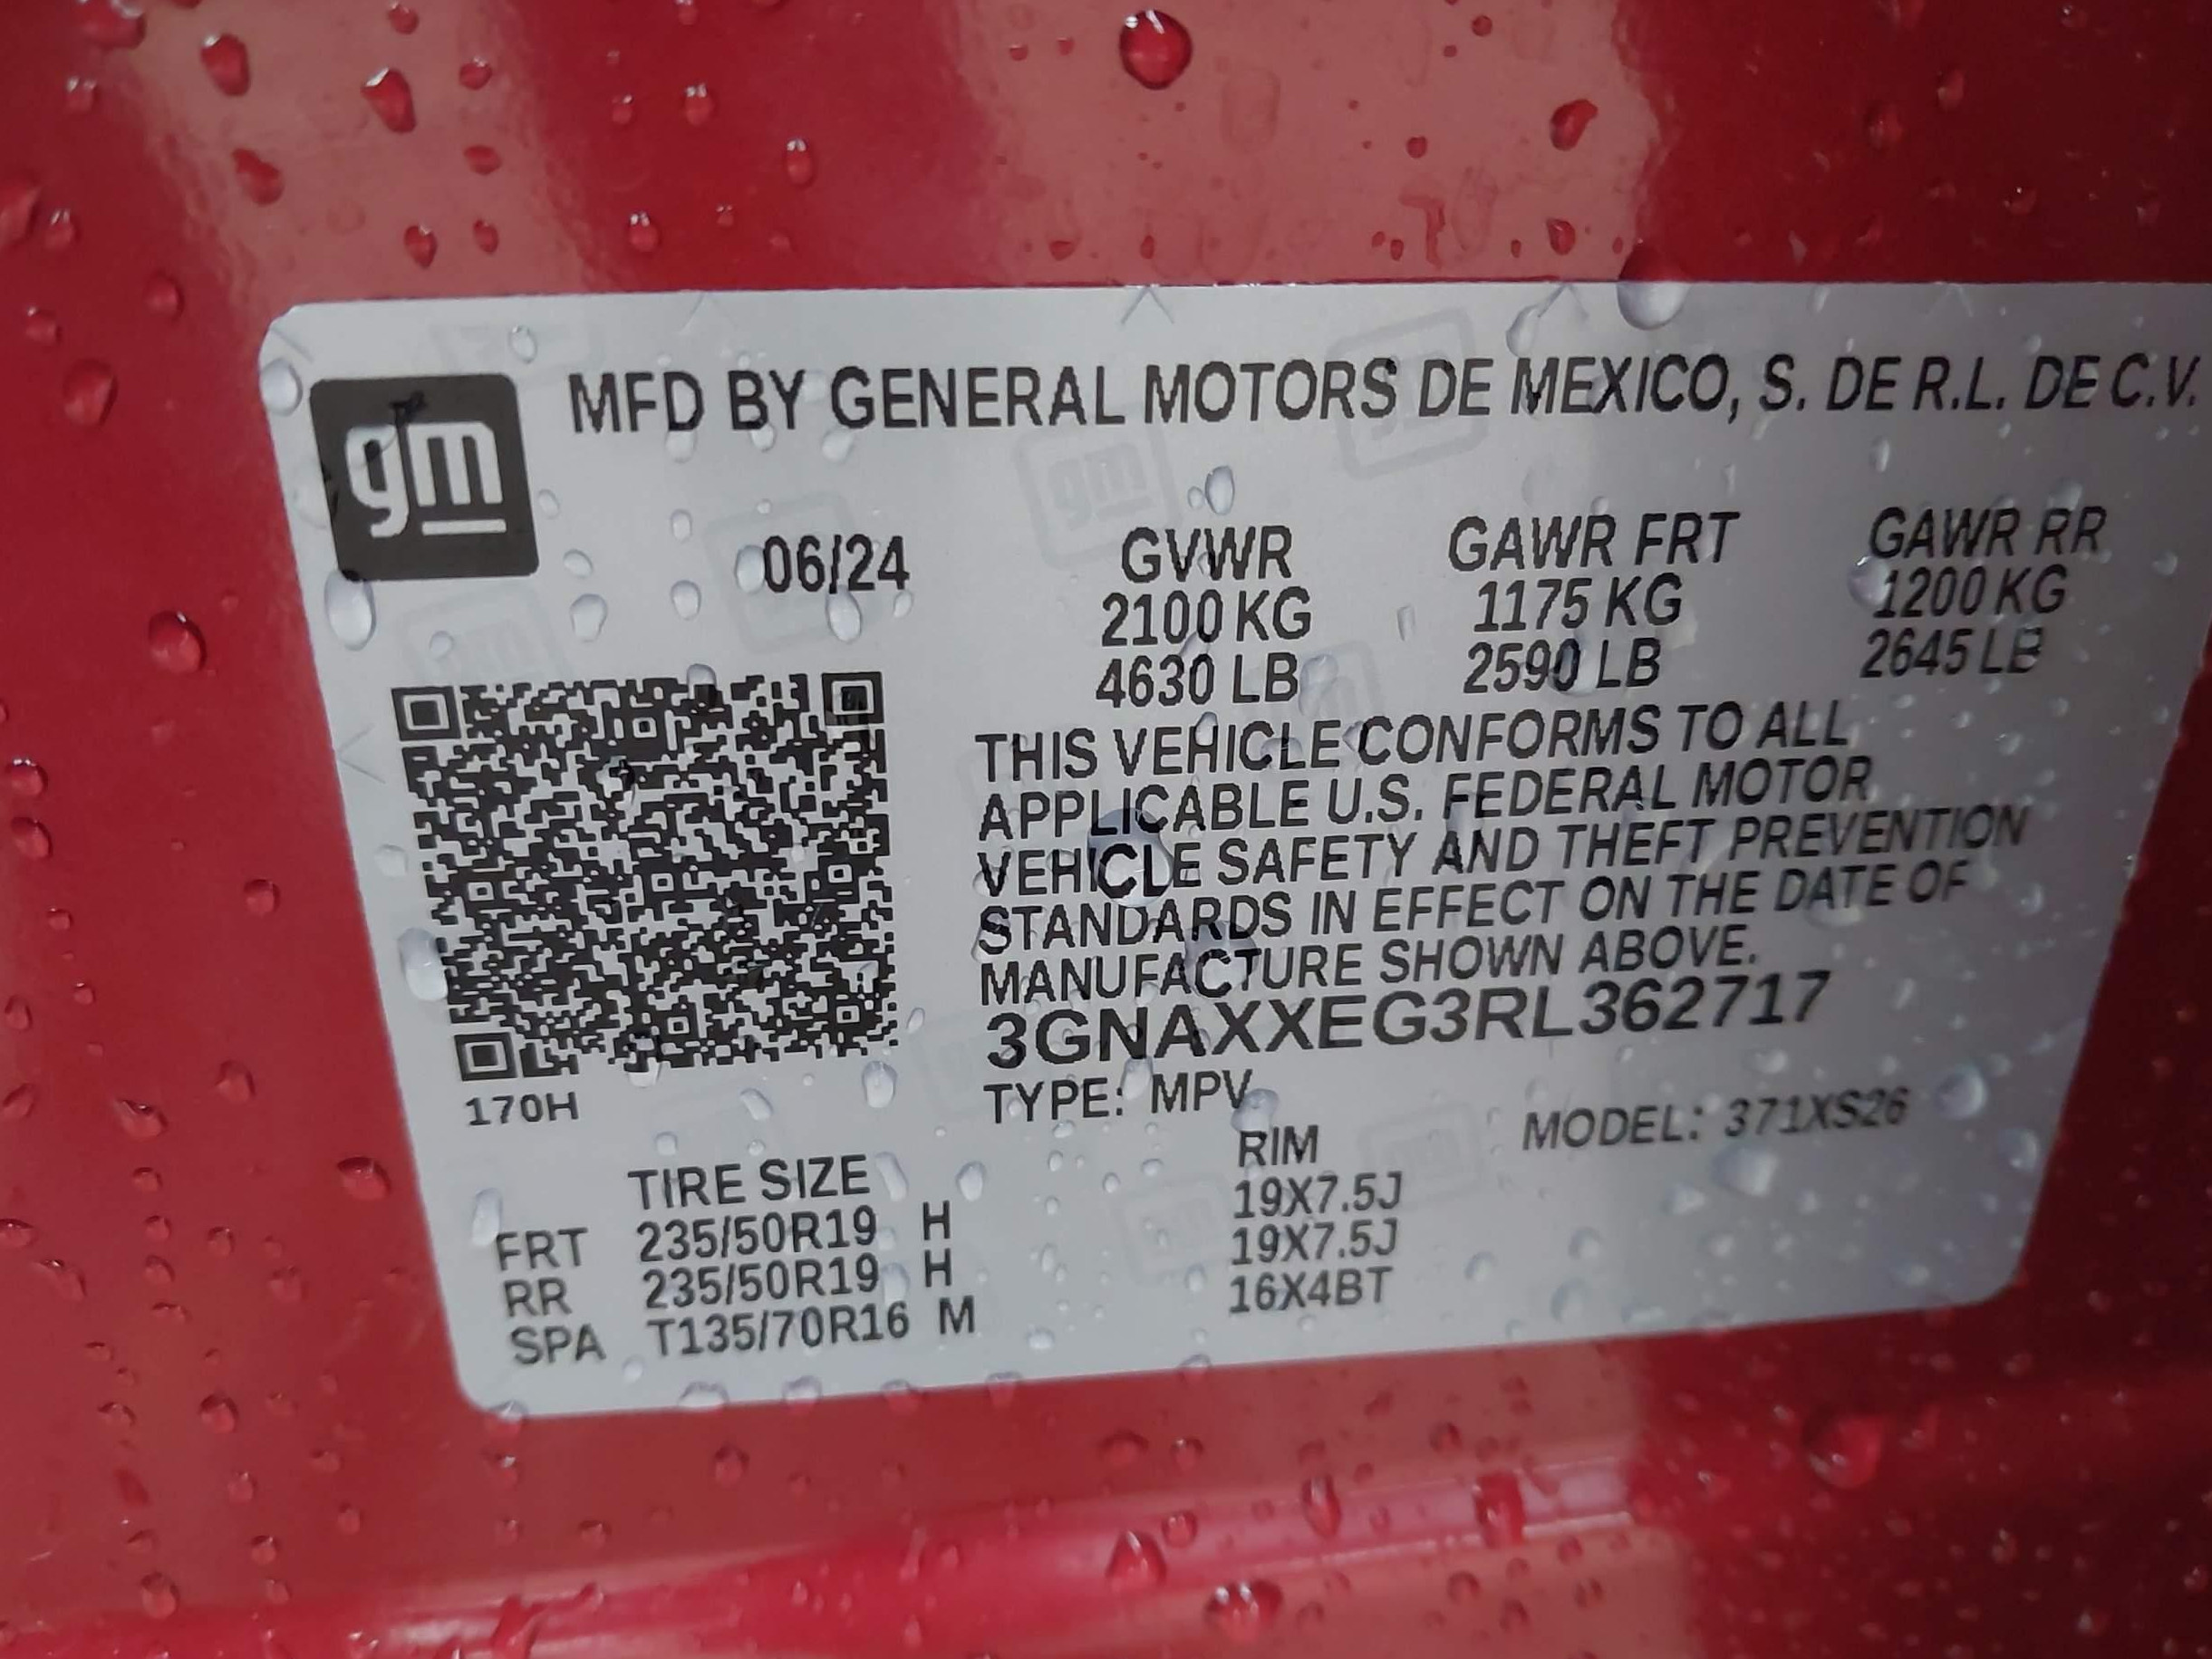 gm
MFD BY GENERAL MOTORS DE MEXICO, S. DE R.L. DE C.V.
06/24
GVWR
2100 KG
4630 LB
GAWR FRT
1175 KG
2590 LB
GAWR RR
1200 KG
2645 LB
THIS VEHICLE CONFORMS TO ALL
APPLICABLE U.S. FEDERAL MOTOR
VEHICLE SAFETY AND THEFT PREVENTION
STANDARDS IN EFFECT ON THE DATE OF
MANUFACTURE SHOWN ABOVE.
3GNAXXEG3RL362717
170H
TYPE: MPV
MODEL: 371XS26
TIRE SIZE RIM
FRT 235/50R19 H 19X7.5J
RR 235/50R19 H 19X7.5J
SPA T135/70R16 M 16X4BT